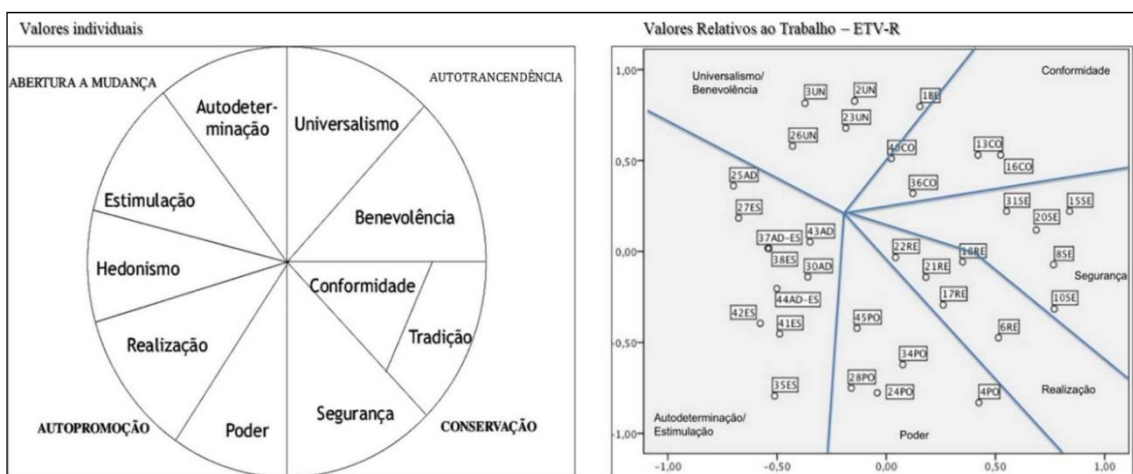 Valores individuais
ABERTURA A MUDANÇA
AUTOTRANCENDÊNCIA
Autodeter-
minação
Universalismo
Estimulação
Benevolência
Hedonismo
Conformidade
Realização
Tradição
Segurança
Poder
AUTOPROMOÇÃO
CONSERVAÇÃO
Valores Relativos ao Trabalho – ETV-R
1,00
0,50
0,00
-0,50
-1,00
Universalismo/
Benevolência
Conformidade
3UN
2UN
1BE
23UN
26UN
40CO
13CO
16CO
36CO
25AD
27ES
31SE
15SE
20SE
37AD-ES
43AD
38ES
30AD
22RE
18RE
21RE
8SE
Segurança
44AD-ES
17RE
10SE
42ES
41ES
45PO
6RE
34PO
35ES
28PO
24PO
4PO
Realização
Autodeterminação/
Estimulação
Poder
-1,00
-0,50
0,00
0,50
1,00